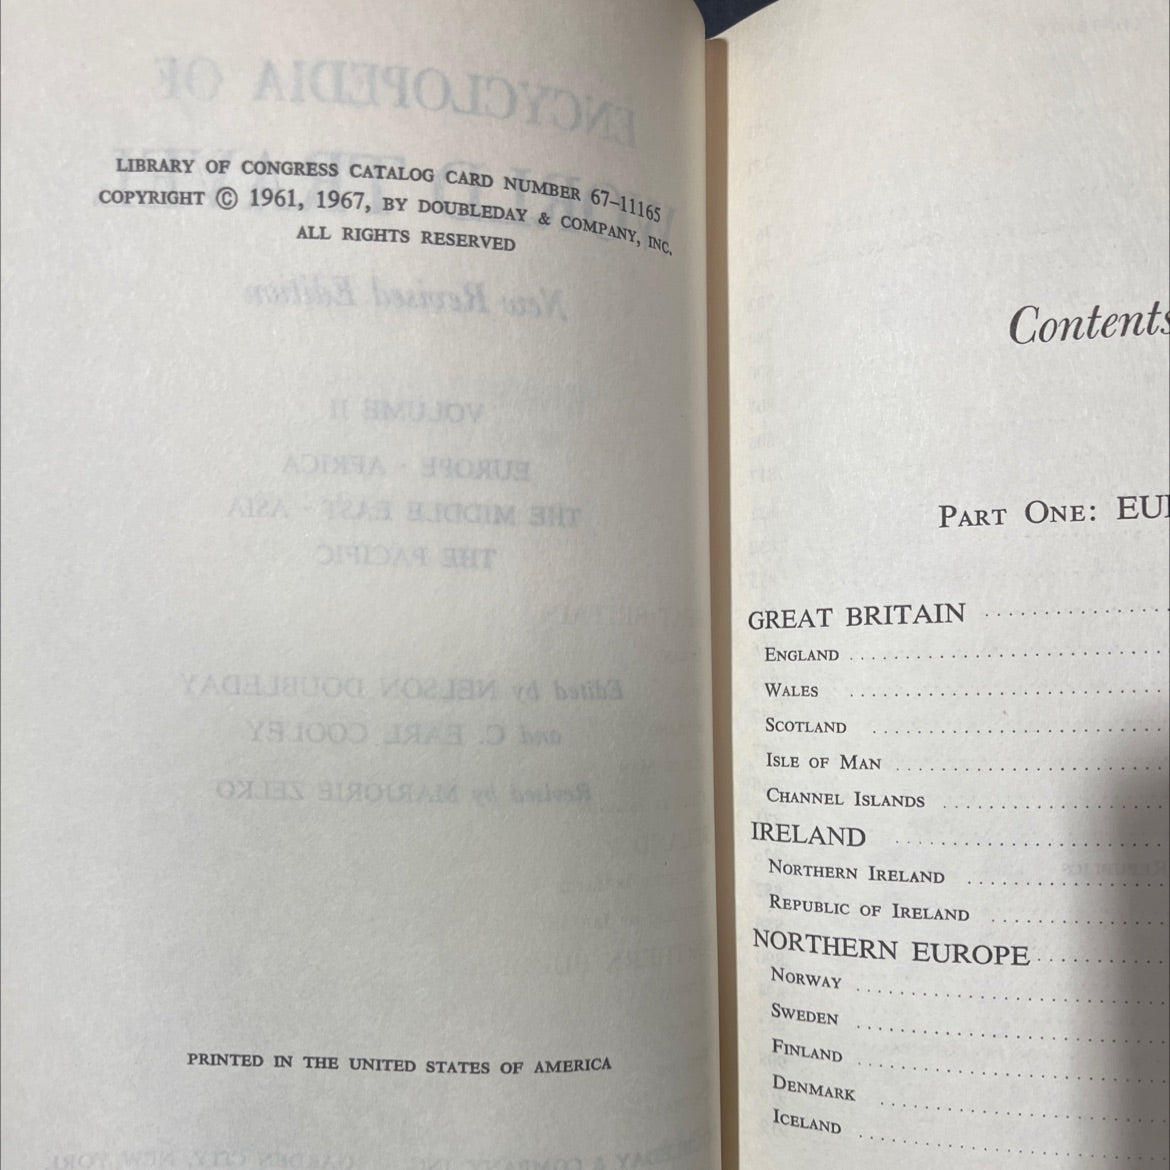 LIBRARY OF CONGRESS CATALOG CARD NUMBER 67–11165
COPYRIGHT © 1961, 1967, BY DOUBLEDAY & COMPANY, INC.
ALL RIGHTS RESERVED
PRINTED IN THE UNITED STATES OF AMERICA
Contents
PART ONE: EU
GREAT BRITAIN
ENGLAND
WALES
SCOTLAND
ISLE OF MAN
CHANNEL ISLANDS
IRELAND
NORTHERN IRELAND
REPUBLIC OF IRELAND
NORTHERN EUROPE
NORWAY
SWEDEN
FINLAND
DENMARK
ICELAND